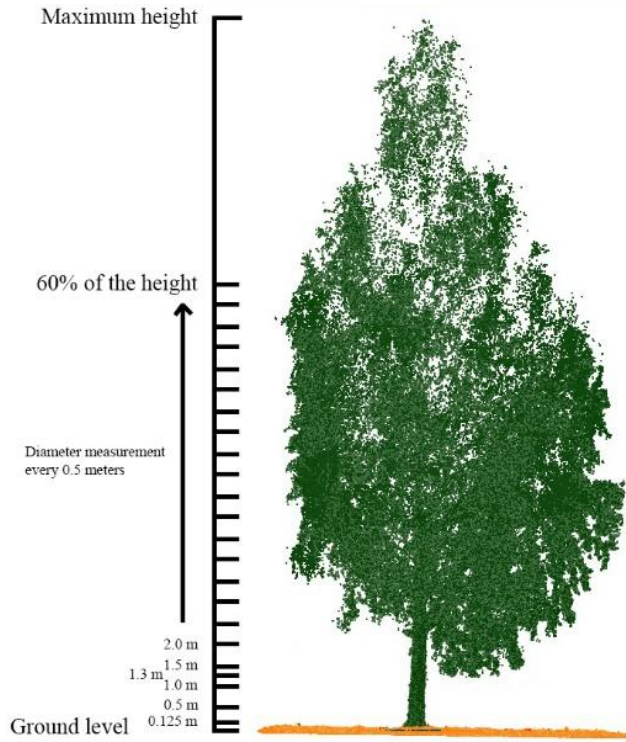 Maximum height
60% of the height
Diameter measurement
every 0.5 meters
2.0 m
1.5 m
1.3 m
1.0 m
0.5 m
0.125 m
Ground level